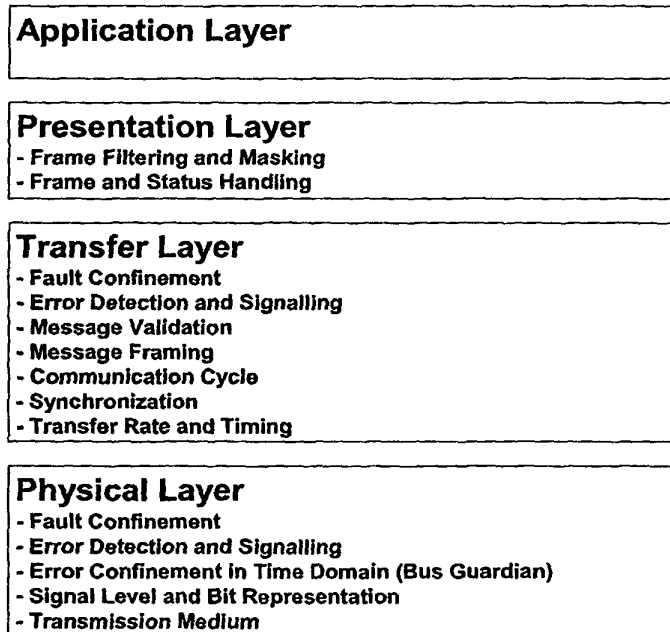 Application Layer
Presentation Layer
- Frame Filtering and Masking
- Frame and Status Handling
Transfer Layer
- Fault Confinement
- Error Detection and Signalling
- Message Validation
- Message Framing
- Communication Cycle
- Synchronization
- Transfer Rate and Timing
Physical Layer
- Fault Confinement
- Error Detection and Signalling
- Error Confinement in Time Domain (Bus Guardian)
- Signal Level and Bit Representation
- Transmission Medium